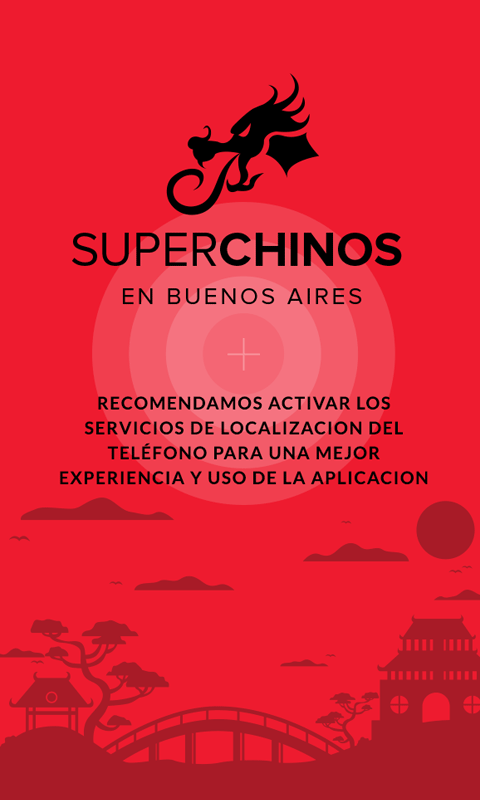 SUPERCHINOS
EN BUENOS AIRES
RECOMENDAMOS ACTIVAR LOS
SERVICIOS DE LOCALIZACION DEL
TELÉFONO PARA UNA MEJOR
EXPERIENCIA Y USO DE LA APLICACION